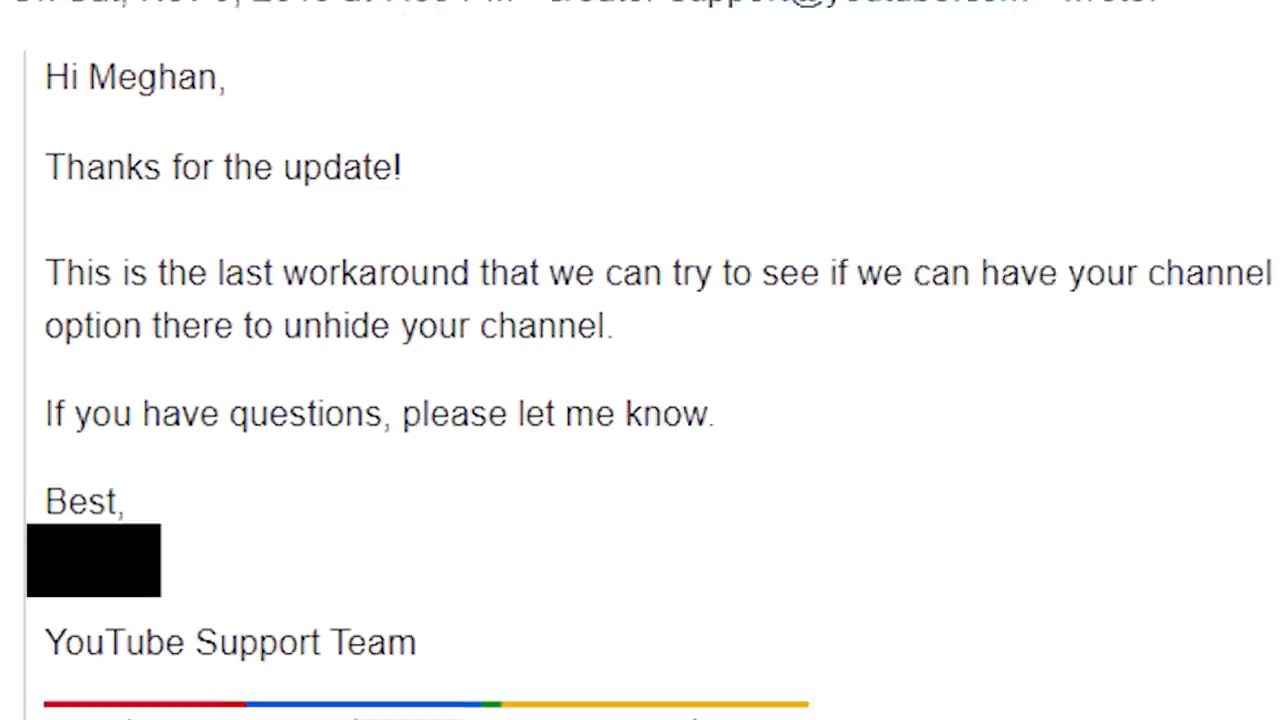 Hi Meghan,
Thanks for the update!
This is the last workaround that we can try to see if we can have your channel
option there to unhide your channel.
If you have questions, please let me know.
Best,
YouTube Support Team